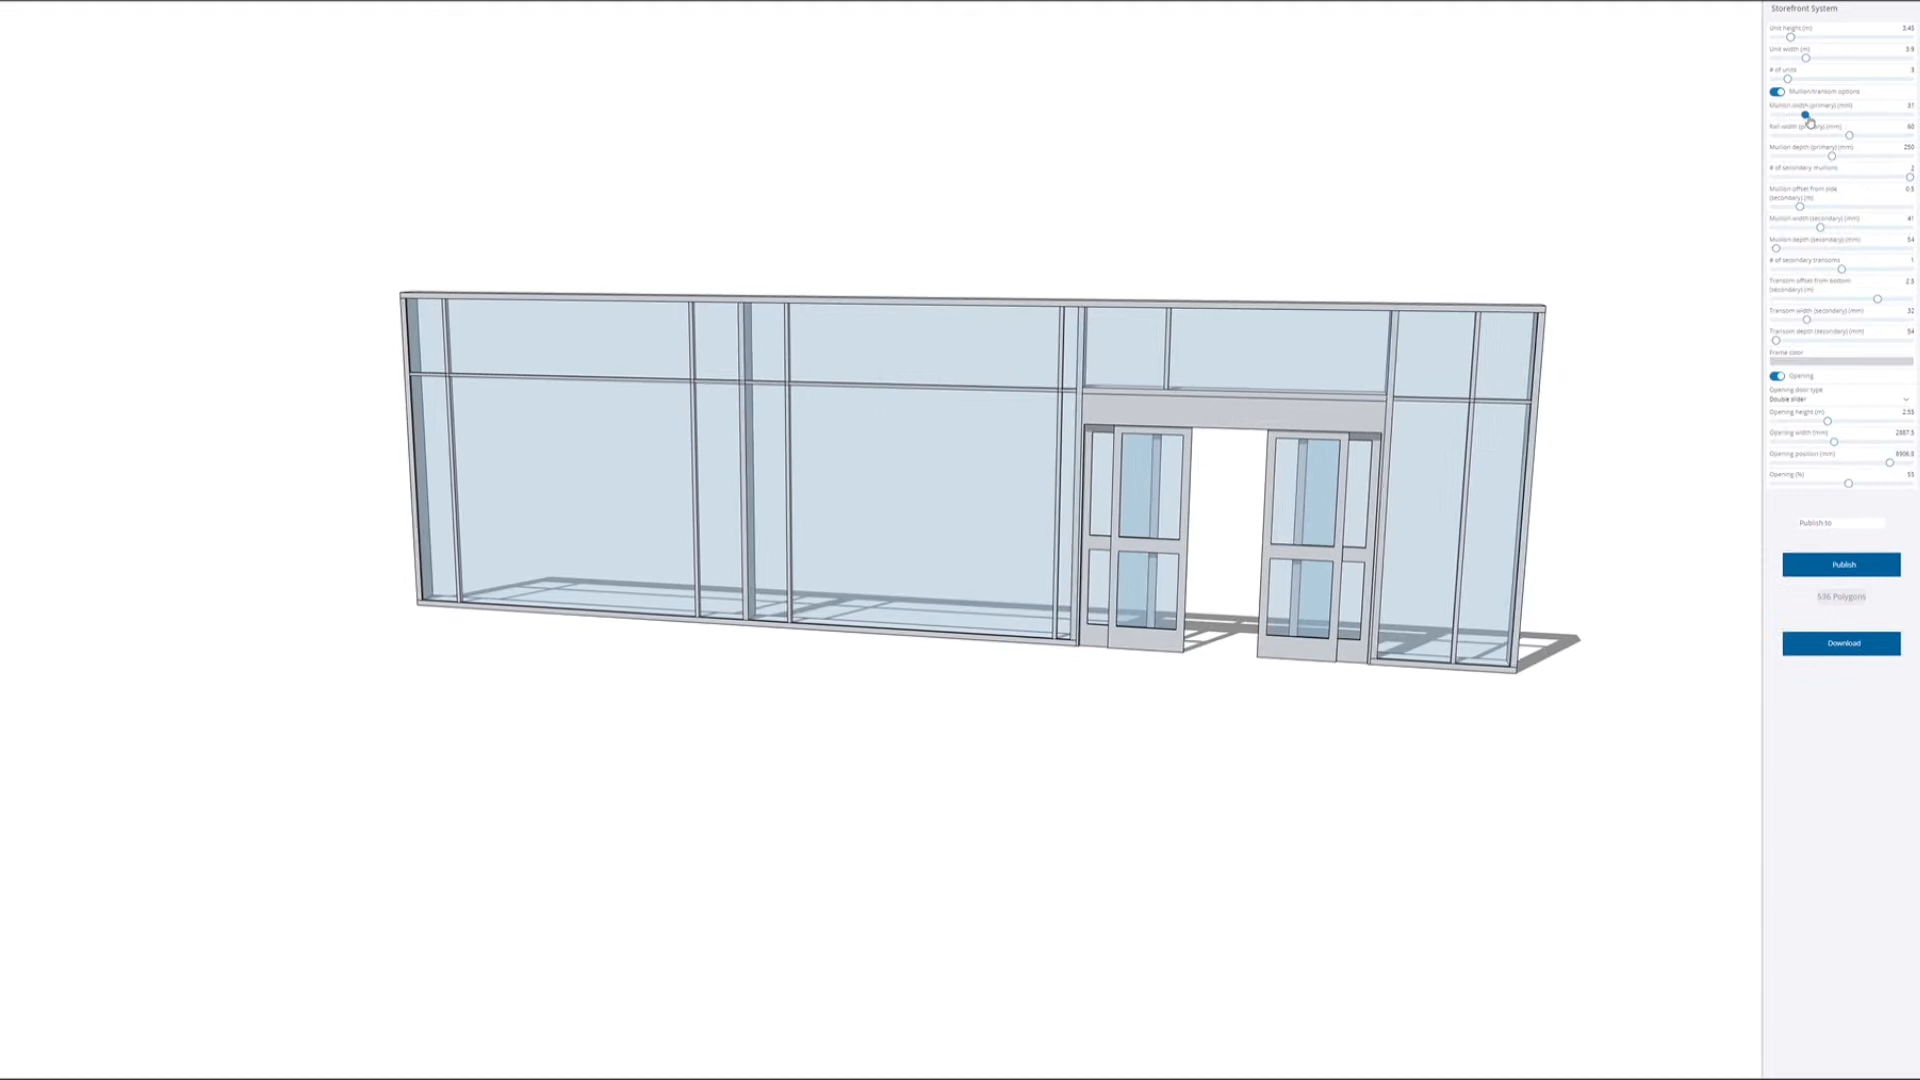 Storefront System
Unit height (m) 3.45
Unit width (m) 3.9
# of units 3
Mullion/transom options
Mullion width (primary) (mm) 31
Rail width (primary) (mm) 60
Mullion depth (primary) (mm) 250
# of secondary mullions 2
Mullion offset from side 0.5
(secondary) (m)
Mullion width (secondary) (mm) 41
Mullion depth (secondary) (mm) 54
# of secondary transoms 1
Transom offset from bottom 2.5
(secondary) (m)
Transom width (secondary) (mm) 32
Transom depth (secondary) (mm) 54
Frame color
Opening
Opening door type
Double slider
Opening height (m) 2.55
Opening width (mm) 2887.5
Opening position (mm)
Opening (%) 55
Publish to
Publish
536 Polygons
Download